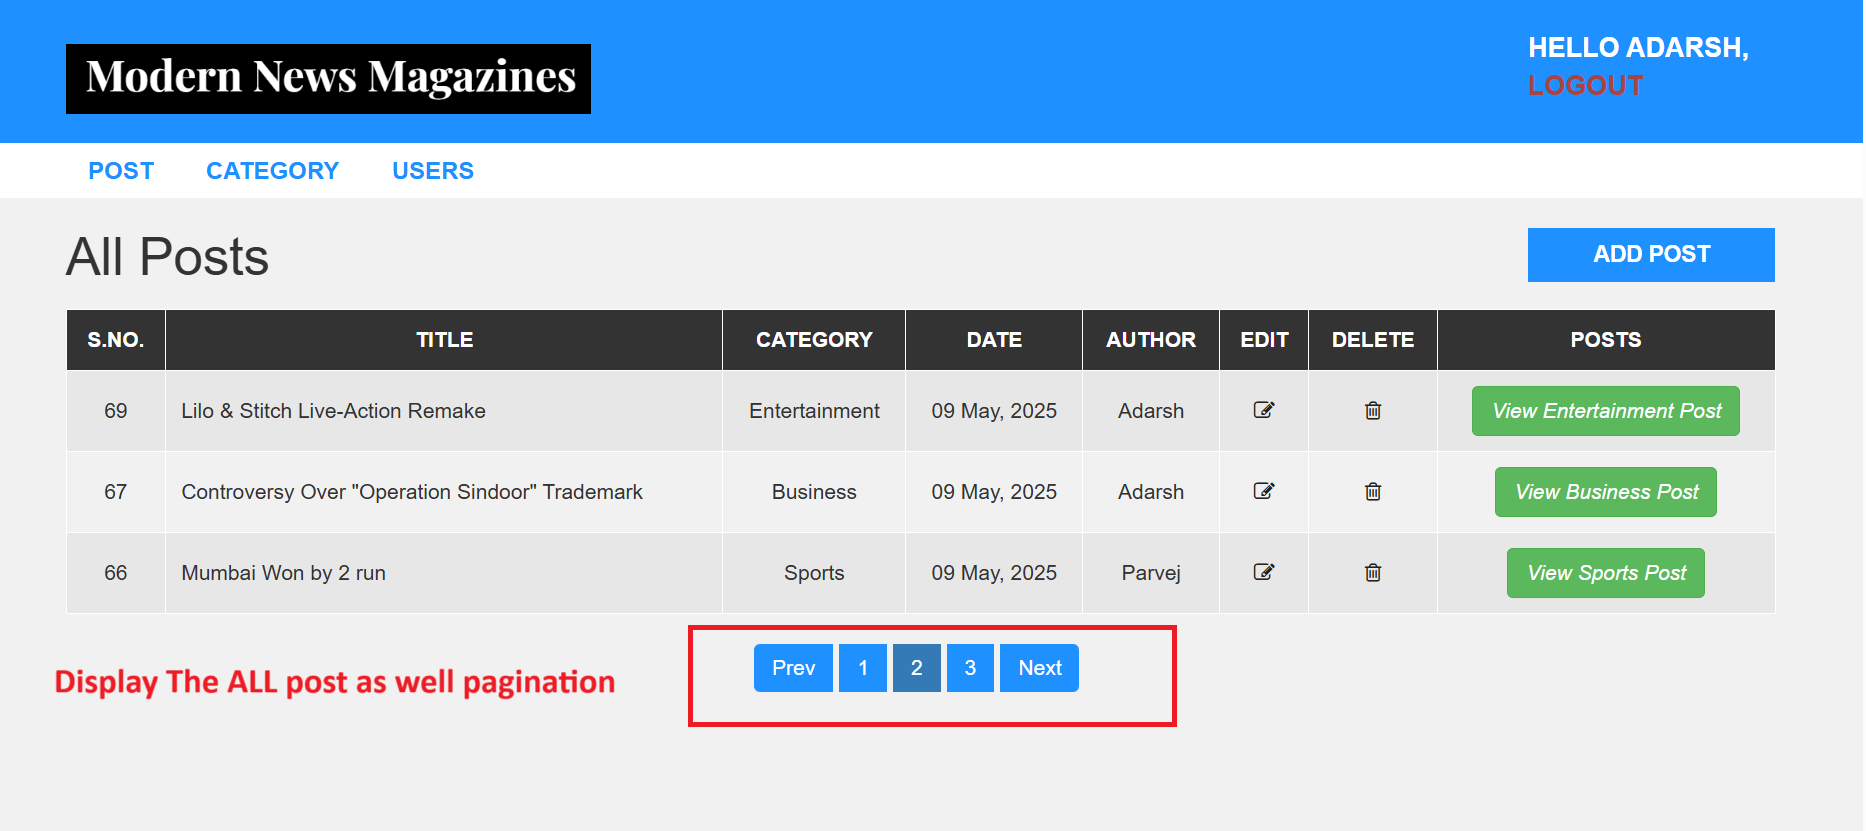 Modern News Magazines
HELLO ADARSH,
LOGOUT
POST CATEGORY USERS
All Posts
ADD POST
S.NO. TITLE CATEGORY DATE AUTHOR EDIT DELETE POSTS
69 Lilo & Stitch Live-Action Remake Entertainment 09 May, 2025 Adarsh View Entertainment Post
67 Controversy Over "Operation Sindoor" Trademark Business 09 May, 2025 Adarsh View Business Post
66 Mumbai Won by 2 run Sports 09 May, 2025 Parvej View Sports Post
Display The ALL post as well pagination
Prev 1 2 3 Next